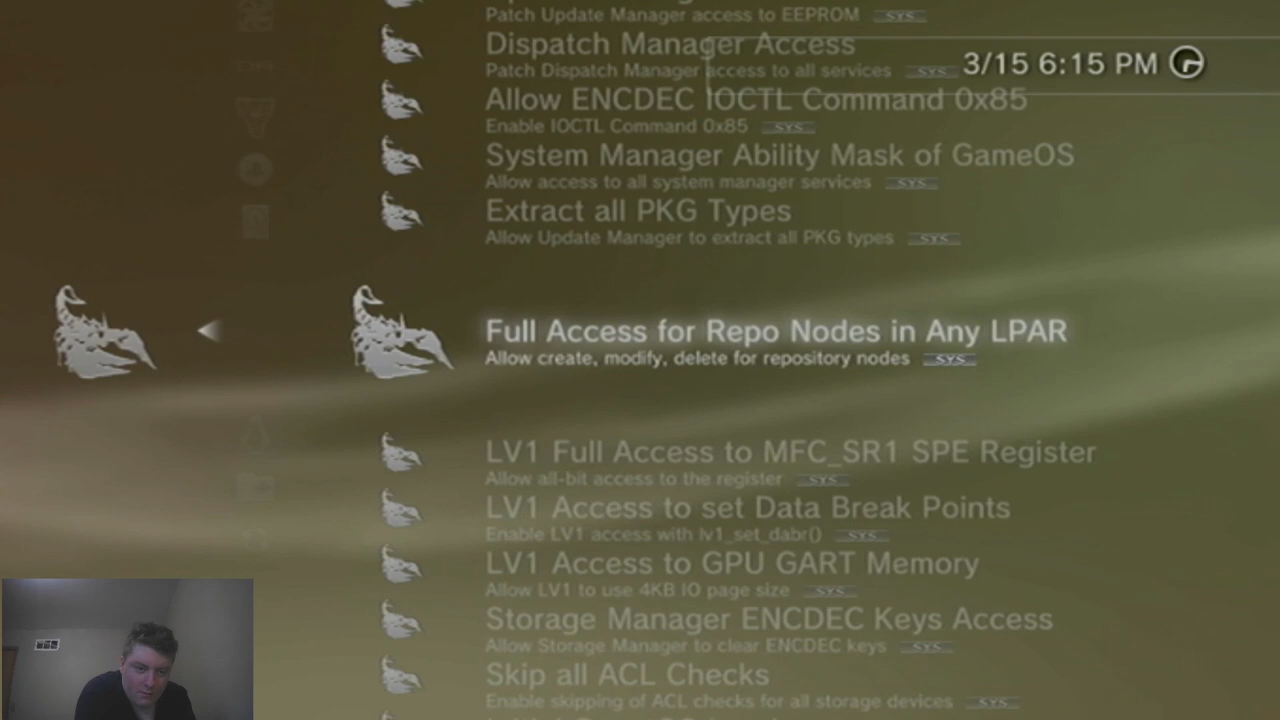 Patch Update Manager access to EEPROM SYS
Dispatch Manager Access
3/15 6:15 PM
Patch Dispatch Manager access to all services SYS
Allow ENCDEC IOCTL Command 0x85
Enable IOCTL Command 0x85 SYS
System Manager Ability Mask of GameOS
Allow access to all system manager services SYS
Extract all PKG Types
Allow Update Manager to extract all PKG types SYS
Full Access for Repo Nodes in Any LPAR
Allow create, modify, delete for repository nodes SYS
LV1 Full Access to MFC_SR1 SPE Register
Allow all-bit access to the register SYS
LV1 Access to set Data Break Points
Enable LV1 access with lv1_set_dabr() SYS
LV1 Access to GPU GART Memory
Allow LV1 to use 4KB IO page size SYS
Storage Manager ENCDEC Keys Access
Allow Storage Manager to clear ENCDEC keys SYS
Skip all ACL Checks
Enable skipping of ACL checks for all storage devices SYS